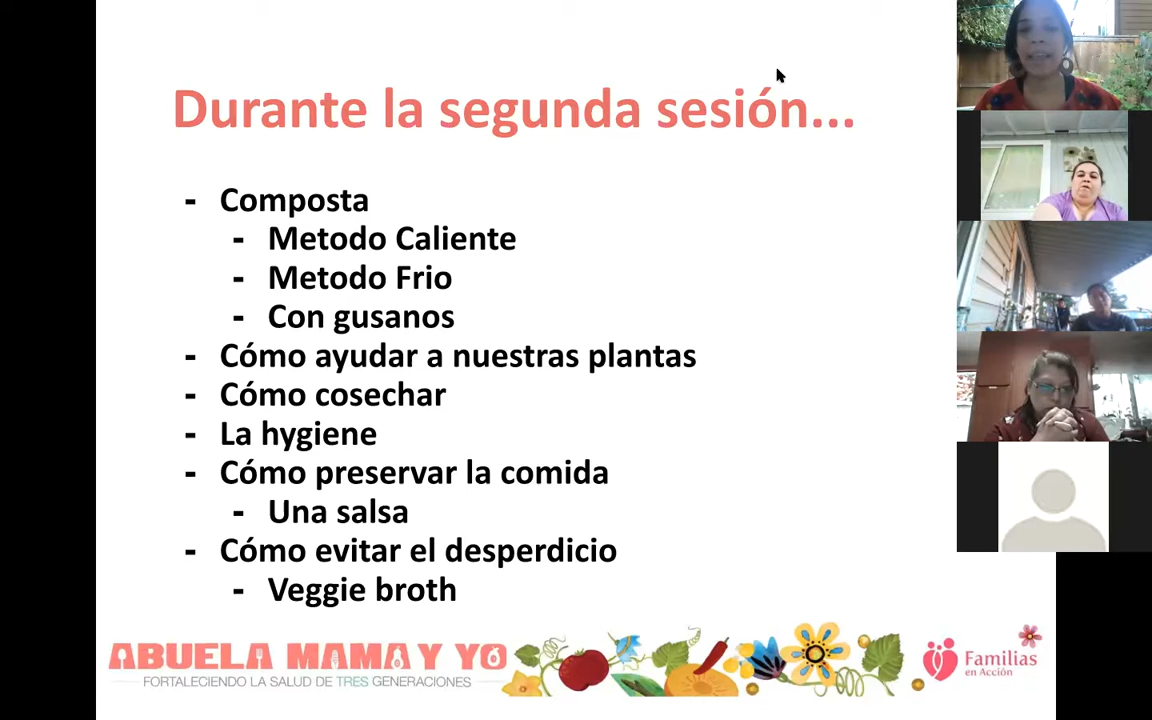 Durante la segunda sesión...
- Composta
- Metodo Caliente
- Metodo Frio
- Con gusanos
- Cómo ayudar a nuestras plantas
- Cómo cosechar
- La hygiene
- Cómo preservar la comida
- Una salsa
- Cómo evitar el desperdicio
- Veggie broth
ABUELA MAMA Y YO
FORTALECIENDO LA SALUD DE TRES GENERACIONES
Familias
en Acción